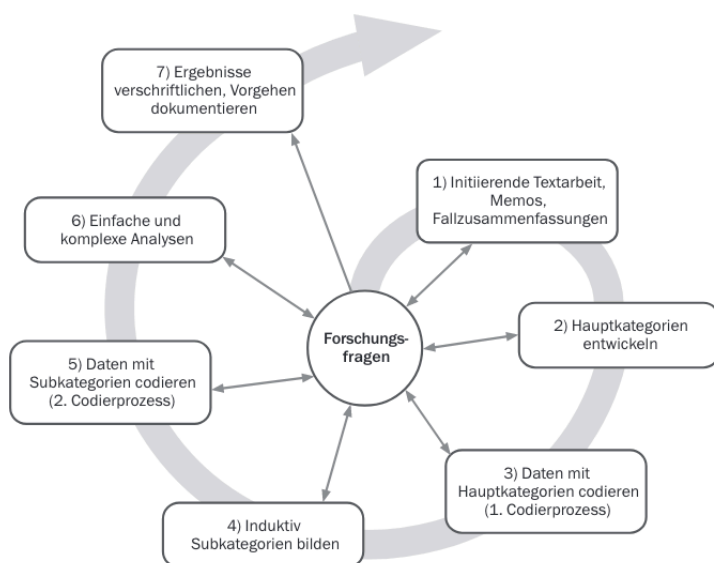 7) Ergebnisse
verschriftlichen, Vorgehen
dokumentieren
1) Initiierende Textarbeit,
Memos,
Fallzusammenfassungen
6) Einfache und
komplexe Analysen
2) Hauptkategorien
entwickeln
Forschungs-
fragen
5) Daten mit
Subkategorien codieren
(2. Codierprozess)
3) Daten mit
Hauptkategorien codieren
(1. Codierprozess)
4) Induktiv
Subkategorien bilden